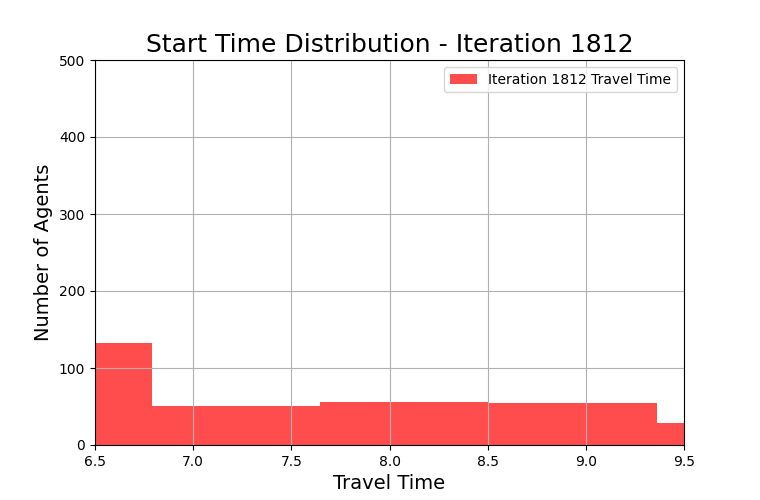 Start Time Distribution - Iteration 1812
Iteration 1812 Travel Time
Number of Agents
500
400
300
200
100
0
6.5 7.0 7.5 8.0 8.5 9.0 9.5
Travel Time